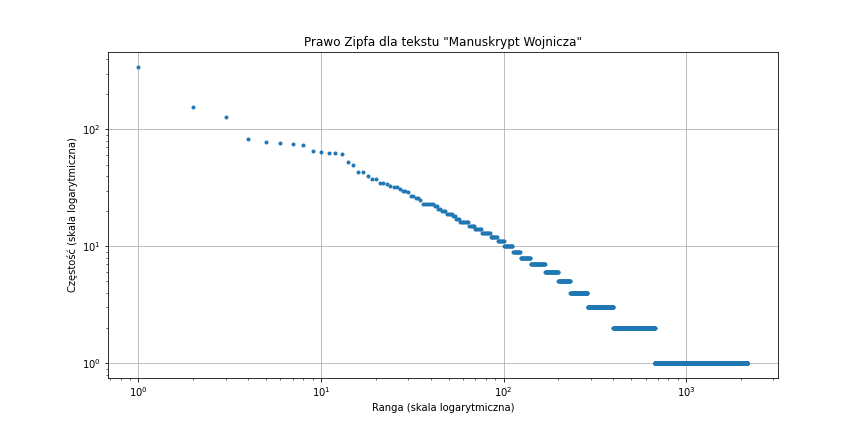 Prawo Zipfa dla tekstu "Manuskrypt Wojnicza"
Częstość (skala logarytmiczna)
10²
10¹
10⁰
10⁰ 10¹ 10² 10³
Ranga (skala logarytmiczna)